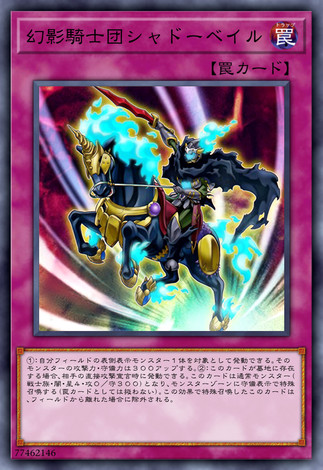 幻影騎士団シャドーベイル
トラップ
罠
【罠カード】
①:自分フィールドの表側表示モンスター１体を対象として発動できる。その
モンスターの攻撃力・守備力は３００アップする。②:このカードが墓地に存在
する場合、相手の直接攻撃宣言時に発動できる。このカードは通常モンスター(
戦士族・闇・星４・攻０／守３００)となり、モンスターゾーンに守備表示で特殊
召喚する(罠カードとしては扱わない)。この効果で特殊召喚したこのカードは
、フィールドから離れた場合に除外される。
77462146